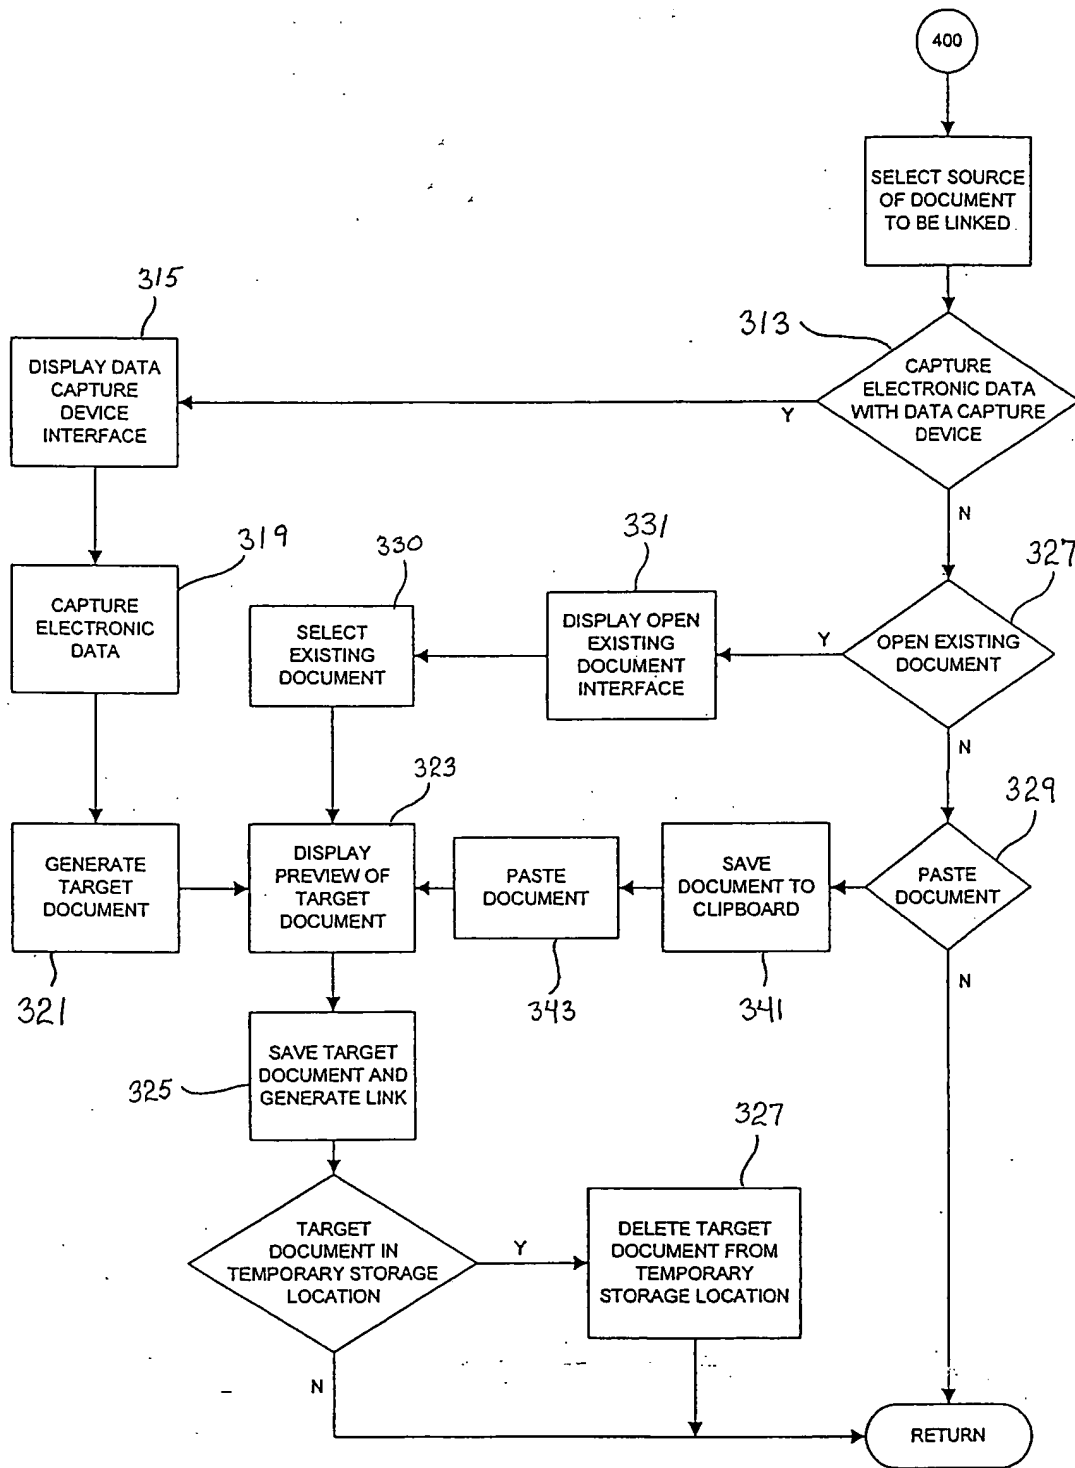 400
SELECT SOURCE
OF DOCUMENT
TO BE LINKED
313
CAPTURE
ELECTRONIC DATA
WITH DATA CAPTURE
DEVICE
Y
N
315
DISPLAY DATA
CAPTURE
DEVICE
INTERFACE
319
CAPTURE
ELECTRONIC
DATA
330
SELECT
EXISTING
DOCUMENT
331
DISPLAY OPEN
EXISTING
DOCUMENT
INTERFACE
Y
327
OPEN EXISTING
DOCUMENT
N
321
GENERATE
TARGET
DOCUMENT
323
DISPLAY
PREVIEW OF
TARGET
DOCUMENT
343
PASTE DOCUMENT
341
SAVE
DOCUMENT TO
CLIPBOARD
329
PASTE
DOCUMENT
N
325
SAVE TARGET
DOCUMENT AND
GENERATE LINK
TARGET
DOCUMENT IN
TEMPORARY STORAGE
LOCATION
Y
N
327
DELETE TARGET
DOCUMENT FROM
TEMPORARY
STORAGE LOCATION
RETURN